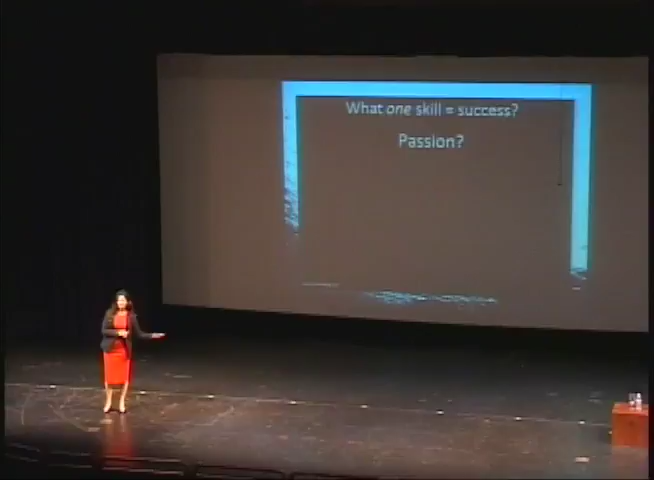 What one skill = success?
Passion?